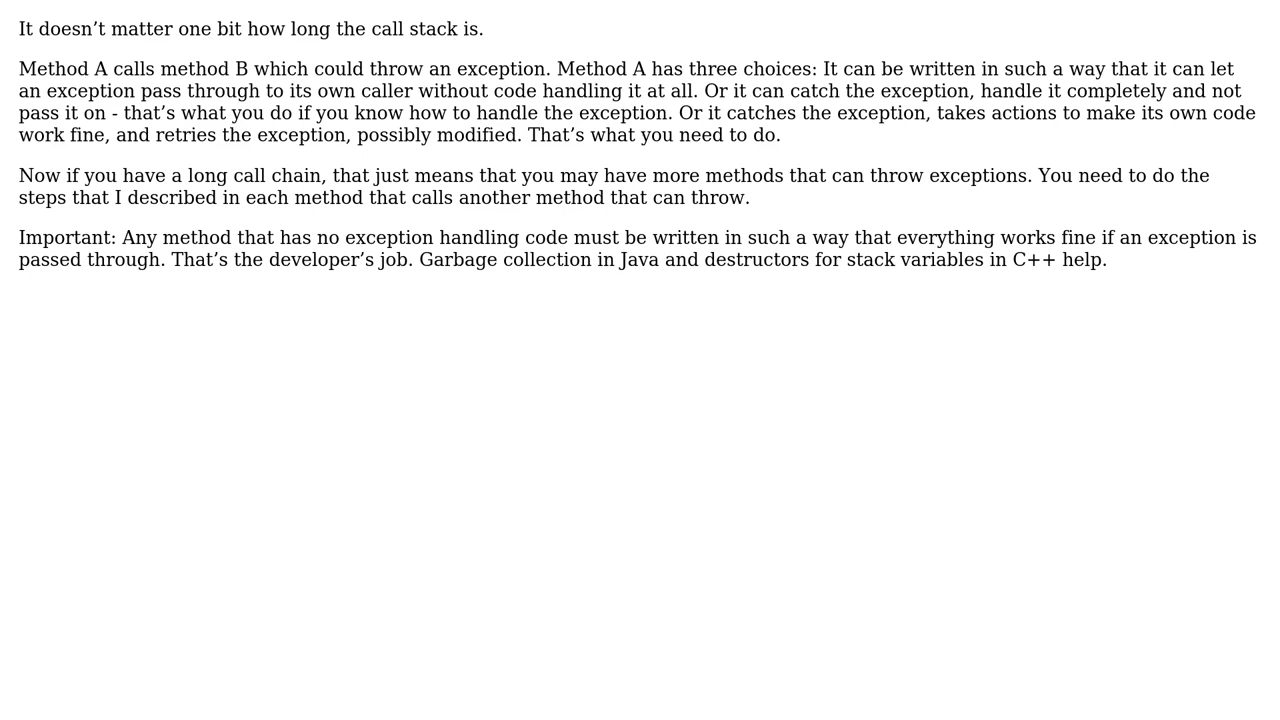 It doesn’t matter one bit how long the call stack is.
Method A calls method B which could throw an exception. Method A has three choices: It can be written in such a way that it can let
an exception pass through to its own caller without code handling it at all. Or it can catch the exception, handle it completely and not
pass it on - that’s what you do if you know how to handle the exception. Or it catches the exception, takes actions to make its own code
work fine, and retries the exception, possibly modified. That’s what you need to do.
Now if you have a long call chain, that just means that you may have more methods that can throw exceptions. You need to do the
steps that I described in each method that calls another method that can throw.
Important: Any method that has no exception handling code must be written in such a way that everything works fine if an exception is
passed through. That’s the developer’s job. Garbage collection in Java and destructors for stack variables in C++ help.